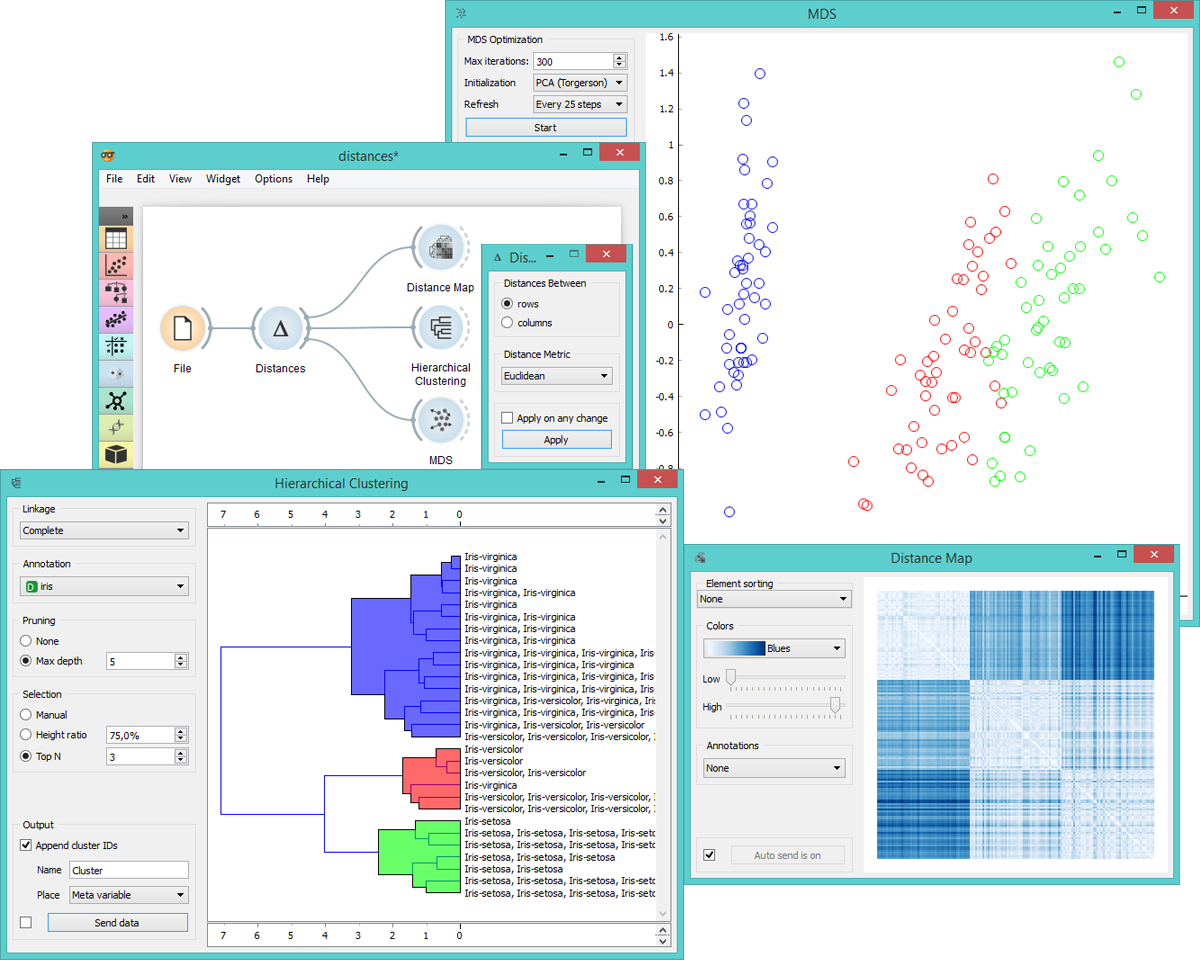 MDS
MDS Optimization
Max iterations: 300
Initialization PCA (Torgerson)
Refresh Every 25 steps
Start
1.6
1.4
1.2
1
0.8
0.6
0.4
0.2
0
-0.2
-0.4
-0.6
distances*
File Edit View Widget Options Help
»
File
Distances
Distance Map
Hierarchical
Clustering
MDS
Δ Dis...
Distances Between
rows
columns
Distance Metric
Euclidean
Apply on any change
Apply
Hierarchical Clustering
Linkage
Complete
Annotation
D iris
Pruning
None
Max depth 5
Selection
Manual
Height ratio 75,0%
Top N 3
Output
Append cluster IDs
Name Cluster
Place Meta variable
Send data
7 6 5 4 3 2 1 0
Iris-virginica
Iris-virginica
Iris-virginica
Iris-virginica, Iris-virginica
Iris-virginica
Iris-virginica, Iris-virginica
Iris-virginica, Iris-virginica
Iris-virginica, Iris-virginica
Iris-virginica, Iris-virginica, Iris-virginica, Iris-
Iris-virginica, Iris-virginica, Iris-virginica
Iris-virginica, Iris-virginica, Iris-virginica, Iris-
Iris-virginica, Iris-virginica, Iris-virginica, Iris-
Iris-virginica, Iris-versicolor, Iris-virginica, Iris-
Iris-virginica, Iris-virginica, Iris-virginica, Iris-
Iris-virginica, Iris-versicolor, Iris-versicolor
Iris-versicolor, Iris-versicolor, Iris-versicolor,
Iris-versicolor
Iris-versicolor
Iris-versicolor, Iris-versicolor
Iris-virginica
Iris-versicolor, Iris-versicolor, Iris-versicolor,
Iris-versicolor, Iris-versicolor, Iris-versicolor,
Iris-setosa
Iris-setosa, Iris-setosa, Iris-setosa, Iris-setc
Iris-setosa, Iris-setosa, Iris-setosa, Iris-setc
Iris-setosa, Iris-setosa, Iris-setosa
Iris-setosa, Iris-setosa
Iris-setosa, Iris-setosa, Iris-setosa, Iris-setc
Iris-setosa, Iris-setosa, Iris-setosa, Iris-setc
7 6 5 4 3 2 1 0
Distance Map
Element sorting
None
Colors
Blues
Low
High
Annotations
None
Auto send is on